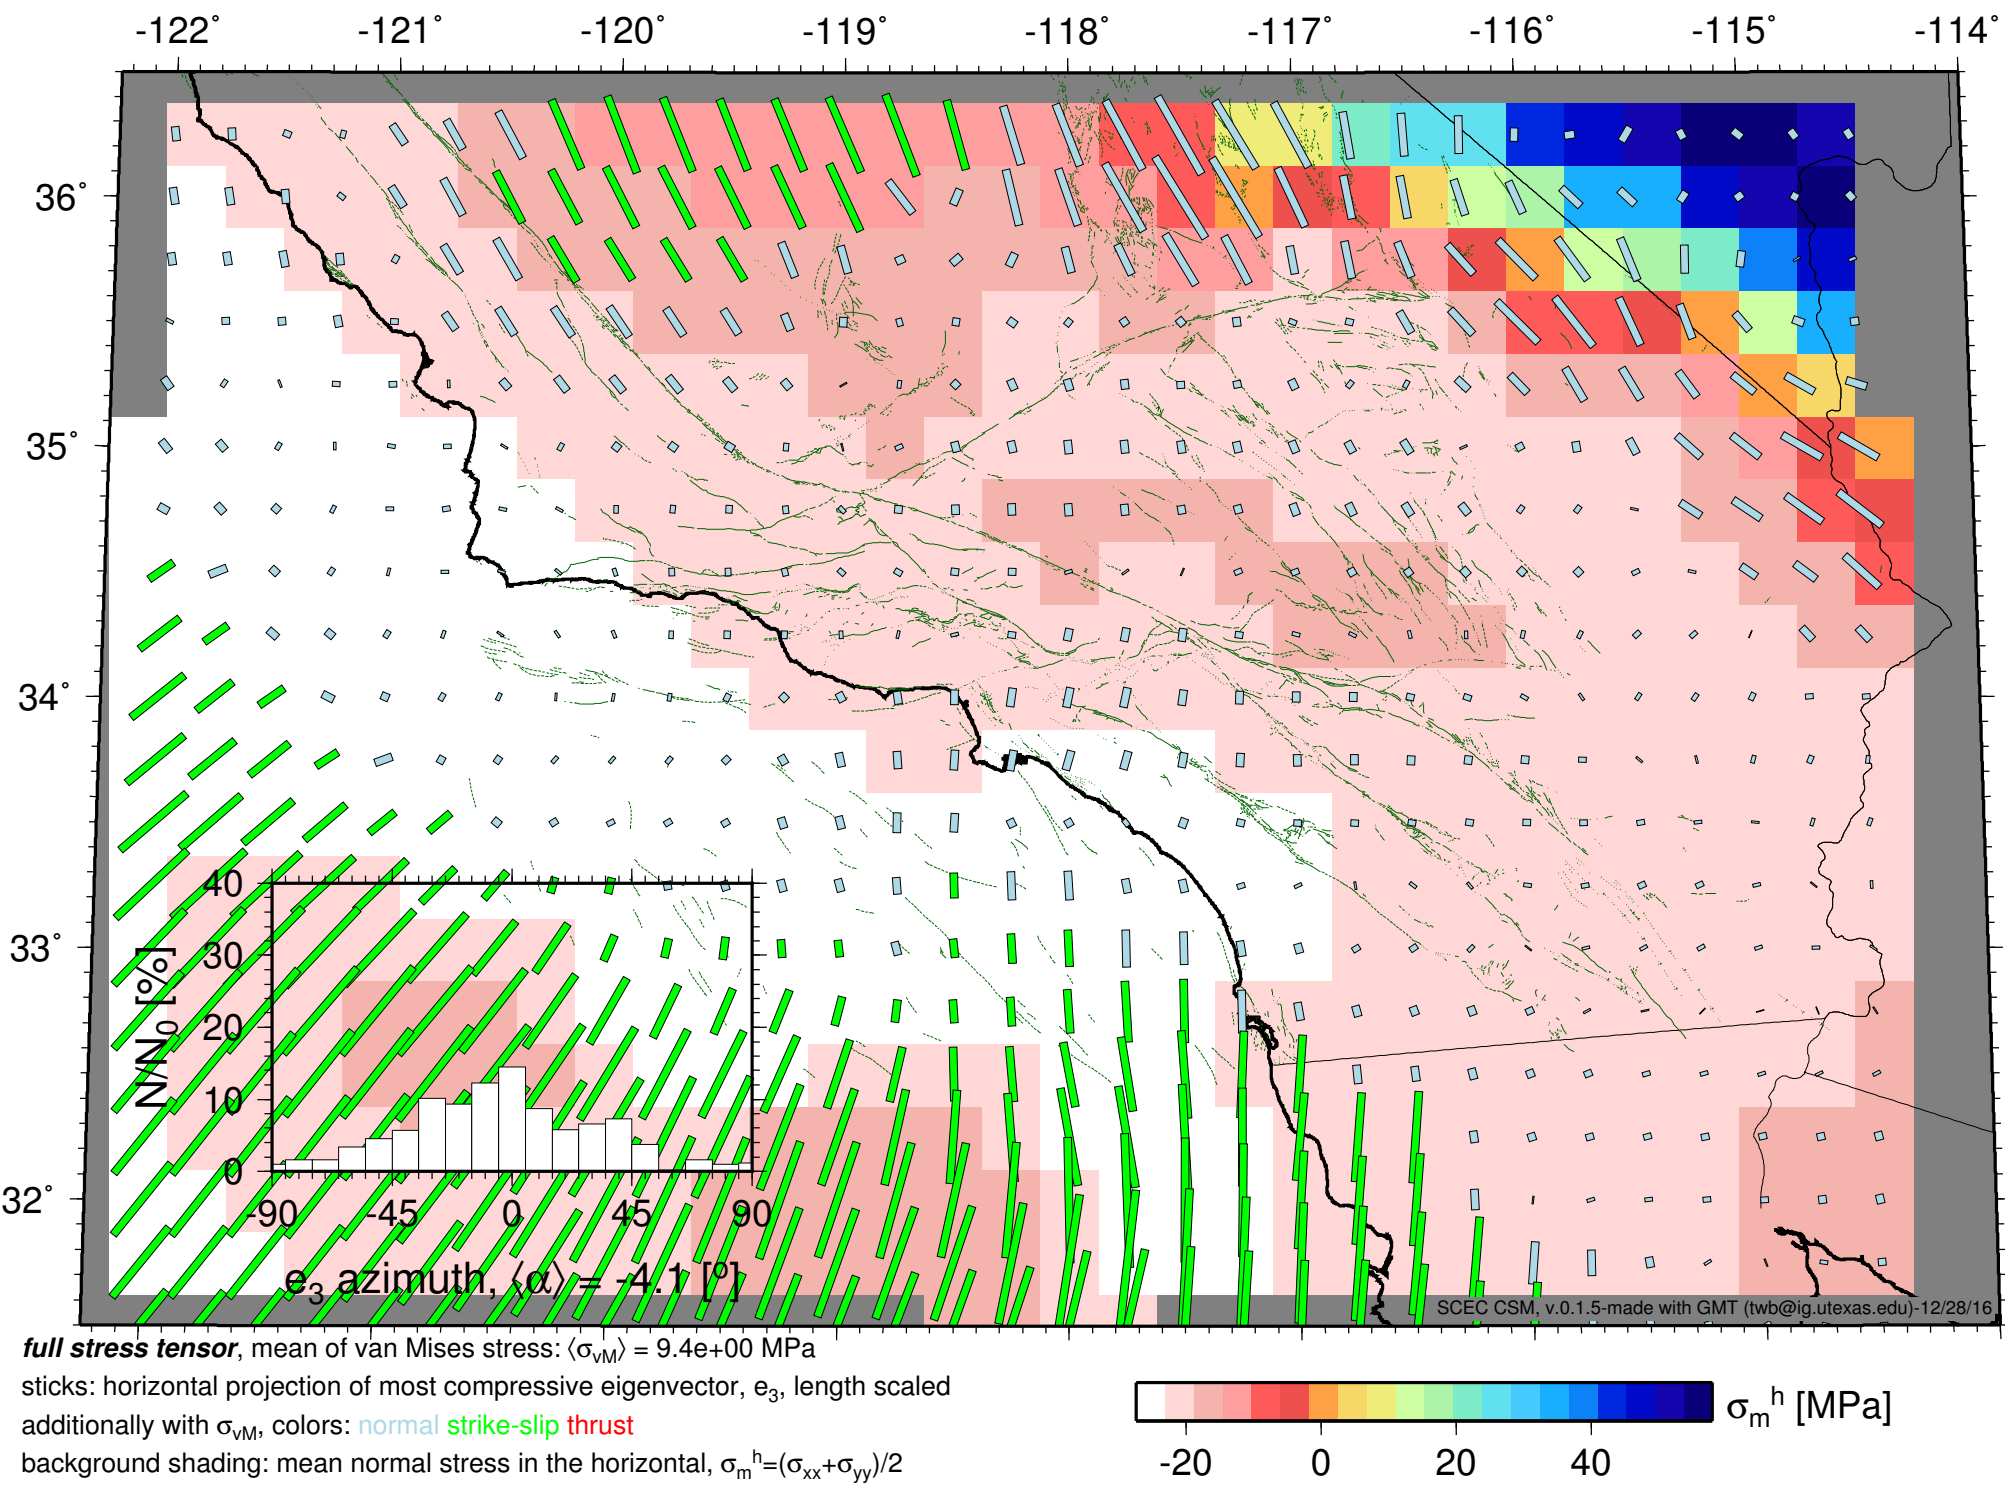 -122˚ -121˚ -120˚ -119˚ -118˚ -117˚ -116˚ -115˚ -114˚
36˚
35˚
34˚
33˚
32˚
40
30
20
10
0
N/N0 [%]
-90 -45 0 45 90
e3 azimuth, ⟨α⟩ = -4.1 [º]
SCEC CSM, v.0.1.5-made with GMT (twb@ig.utexas.edu)-12/28/16
full stress tensor, mean of van Mises stress: ⟨σvM⟩ = 9.4e+00 MPa
sticks: horizontal projection of most compressive eigenvector, e3, length scaled
additionally with σvM, colors: normal strike-slip thrust
background shading: mean normal stress in the horizontal, σm^h=(σxx+σyy)/2
σm^h [MPa]
-20 0 20 40